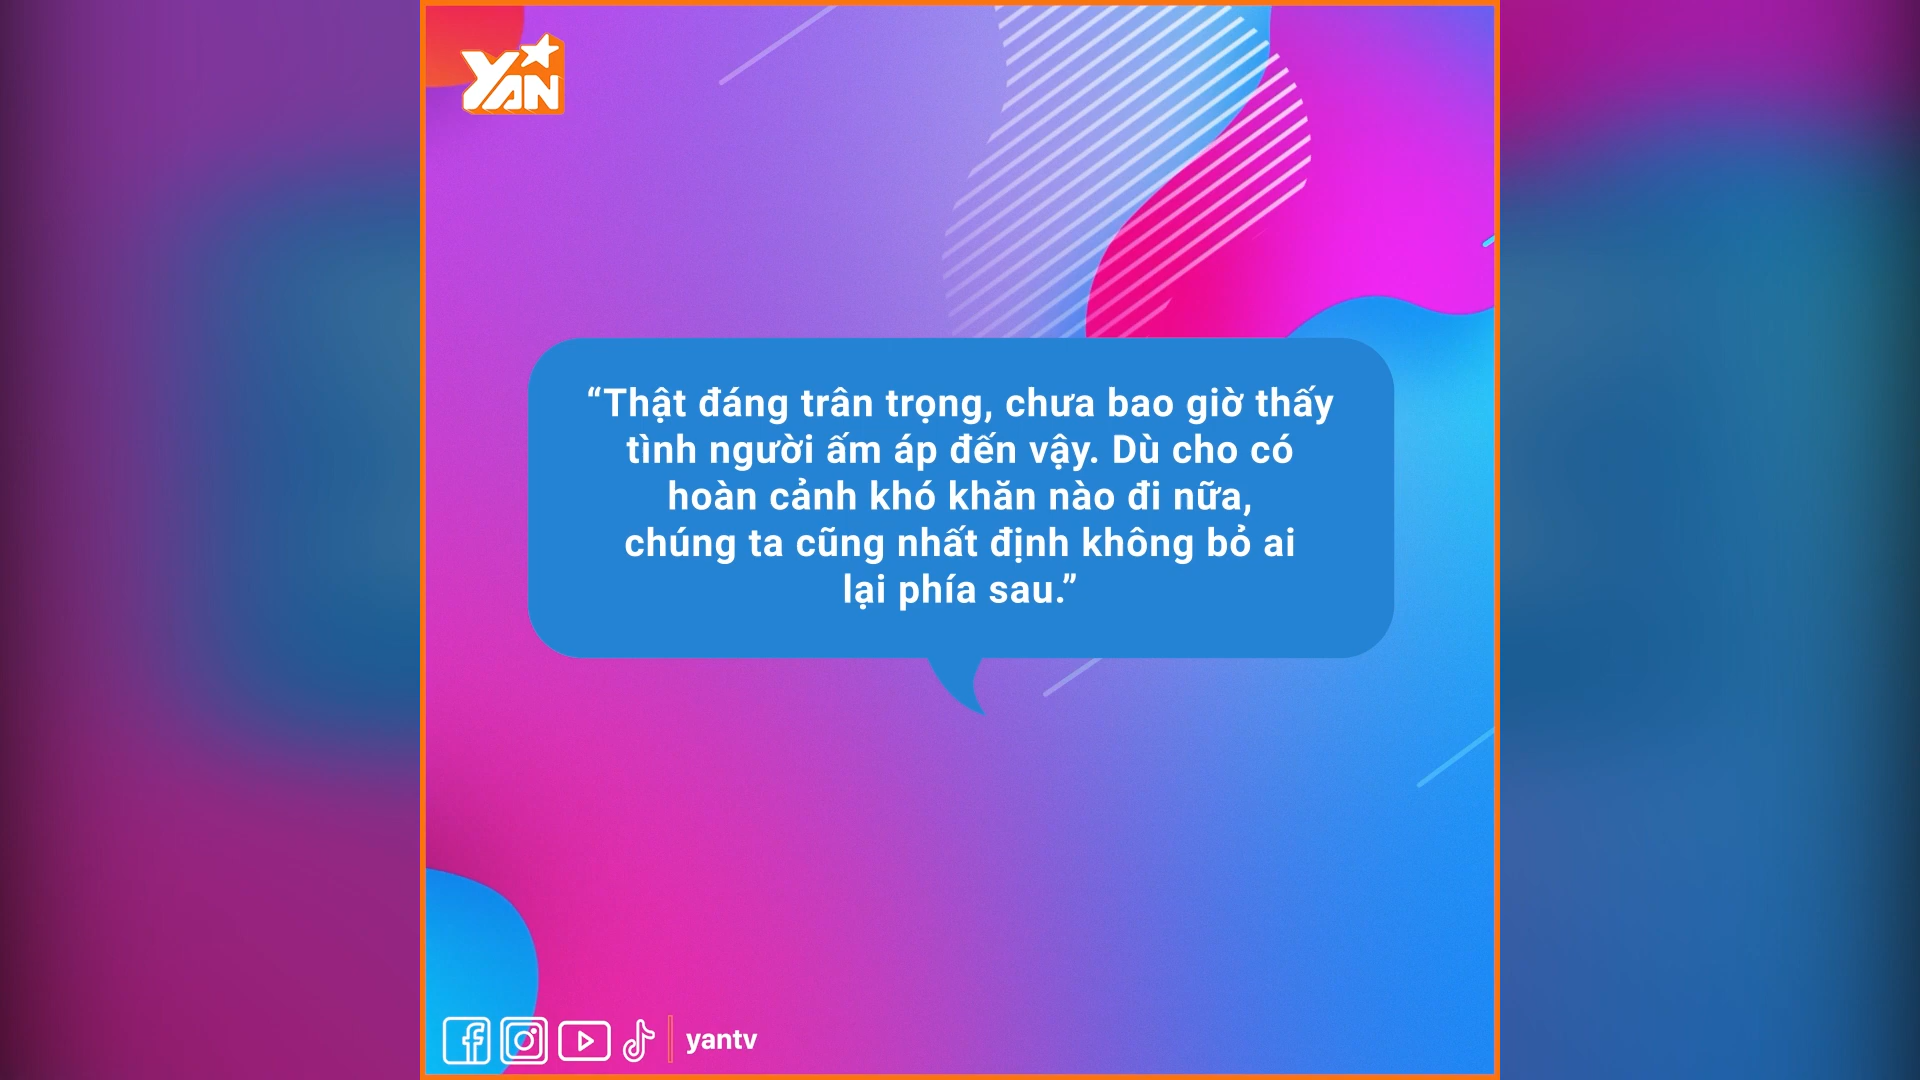 YAN
“Thật đáng trân trọng, chưa bao giờ thấy
tình người ấm áp đến vậy. Dù cho có
hoàn cảnh khó khăn nào đi nữa,
chúng ta cũng nhất định không bỏ ai
lại phía sau.”
yantv